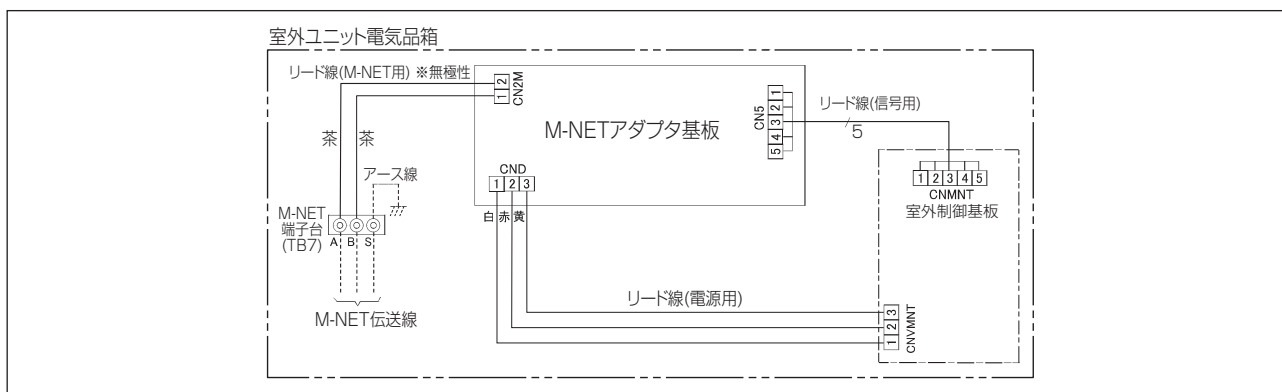 室外ユニット電気品箱
リード線(M-NET用) ※無極性
1 2
CN2M
M-NETアダプタ基板
CN5
1
2
3
4
5
リード線(信号用)
5
茶
茶
アース線
CND
1 2 3
白 赤 黄
M-NET
端子台
(TB7)
A B S
M-NET伝送線
1 2 3 4 5
CNMNT
室外制御基板
リード線(電源用)
3
2
1
CNVMNT